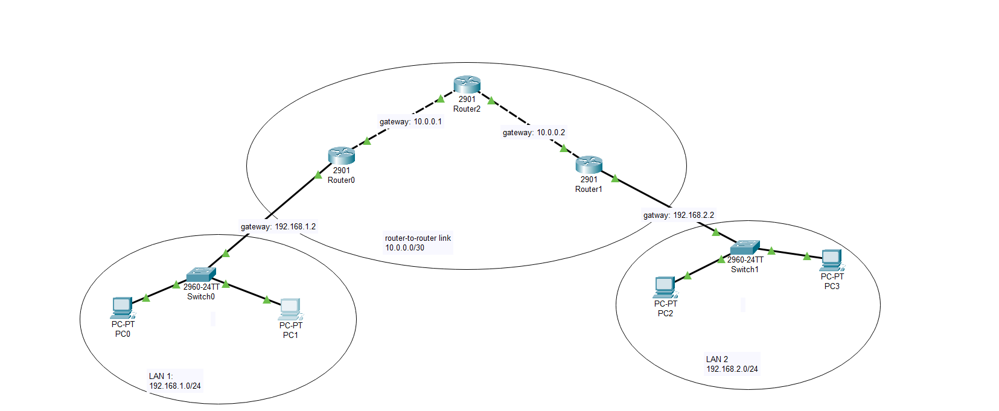 2901
Router2
gateway: 10.0.0.1
gateway: 10.0.0.2
2901
Router0
2901
Router1
gateway: 192.168.1.2
gatway: 192.168.2.2
router-to-router link
10.0.0.0/30
2960-24TT
Switch0
PC-PT
PC0
PC-PT
PC1
LAN 1:
192.168.1.0/24
2960-24TT
Switch1
PC-PT
PC3
PC-PT
PC2
LAN 2
192.168.2.0/24